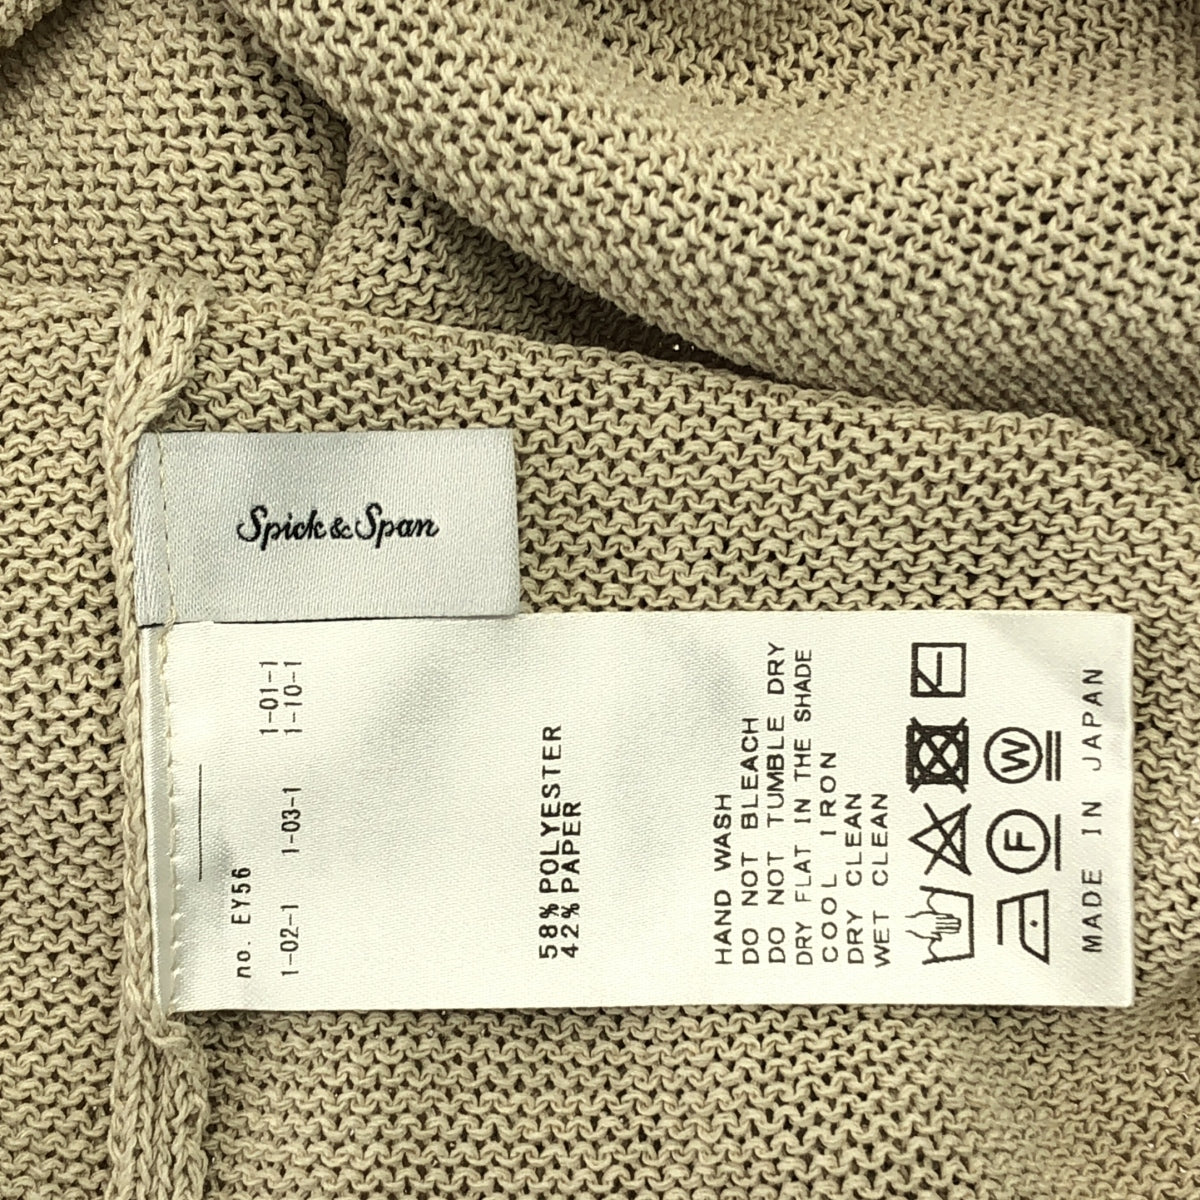 Spick & Span
no. EY56
1-01-1
1-02-1 1-03-1 1-10-1
58% POLYESTER
42% PAPER
HAND WASH
DO NOT BLEACH
DO NOT TUMBLE DRY
DRY FLAT IN THE SHADE
COOL IRON
DRY CLEAN
WET CLEAN
F W
MADE IN JAPAN